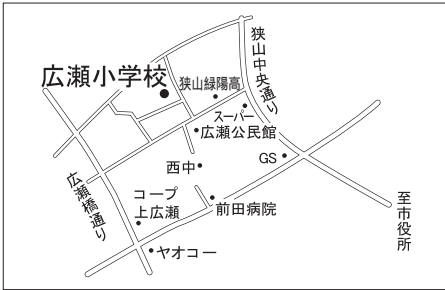 広瀬小学校
狭山緑陽高
狭山中央通り
スーパー
広瀬公民館
西中
GS
広瀬橋通り
コープ
上広瀬
前田病院
至市役所
ヤオコー